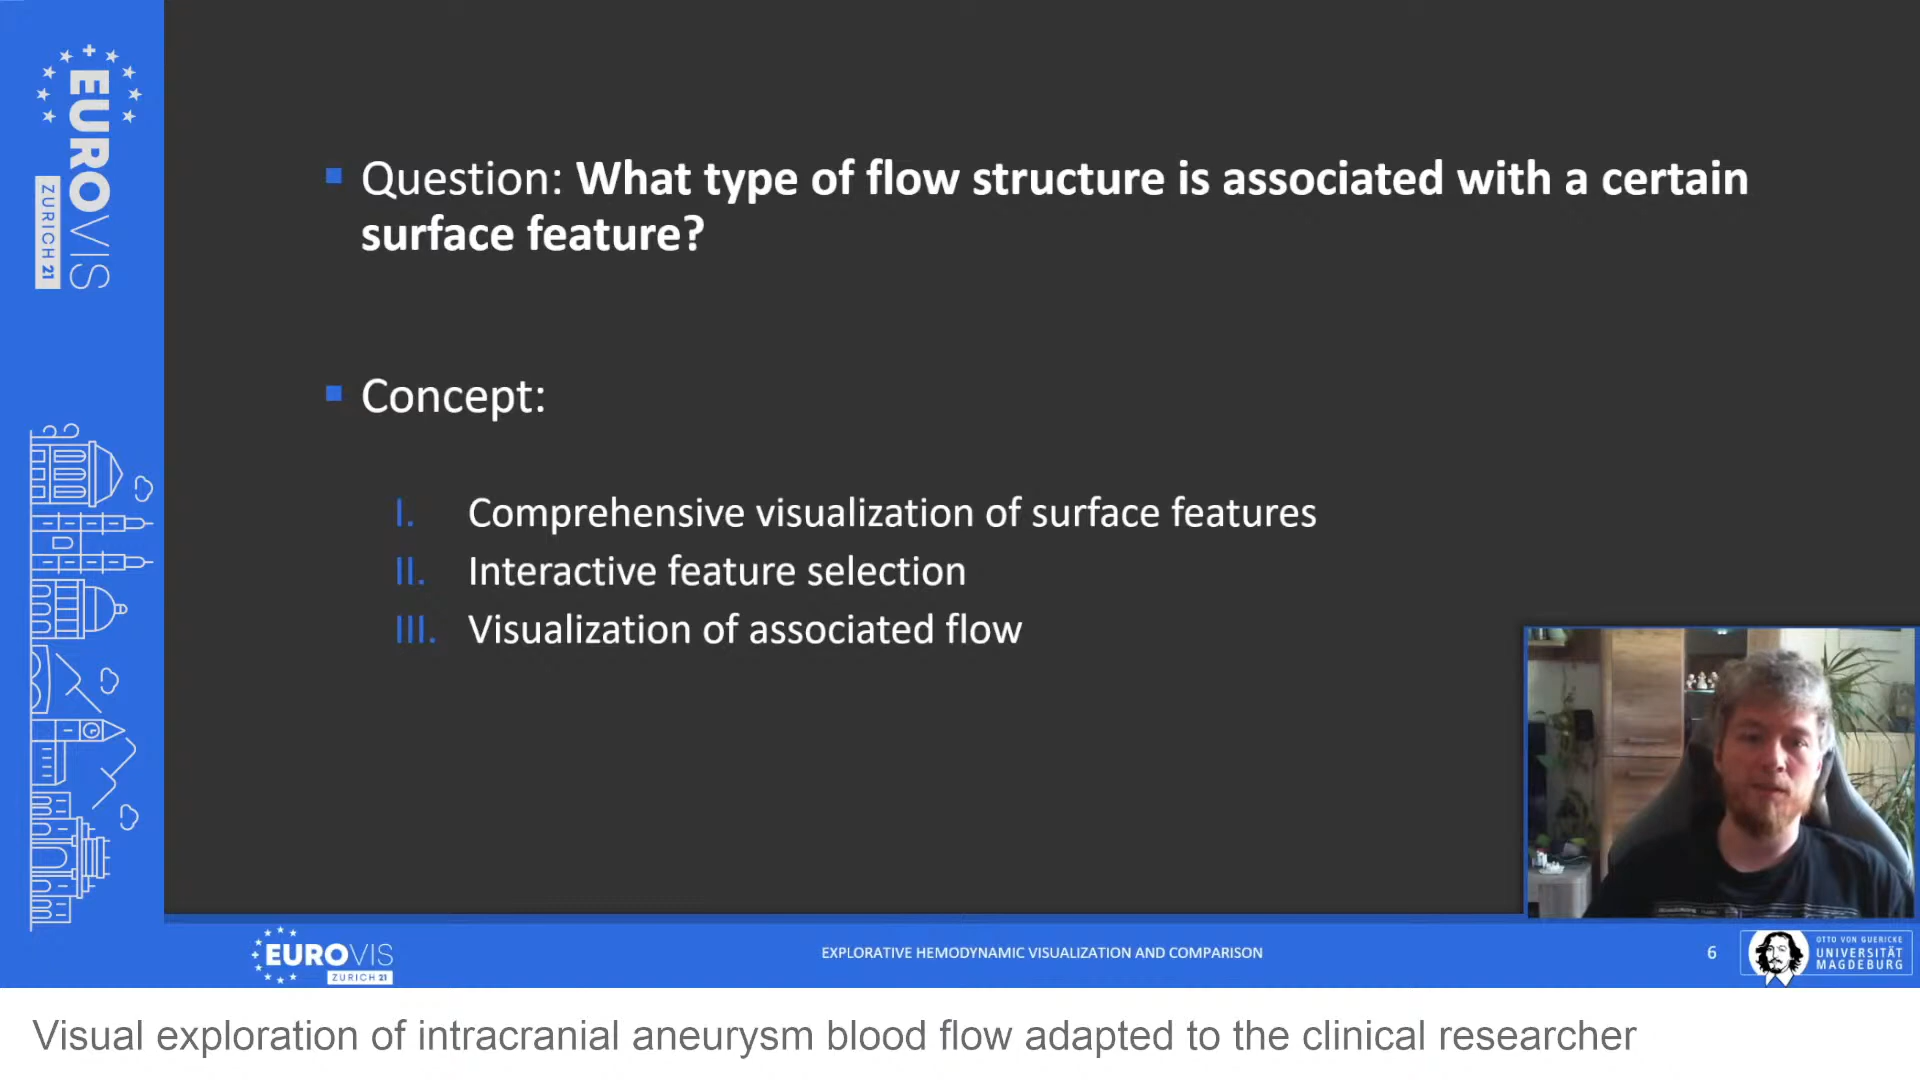 EUROVIS
ZURICH 21
Question: What type of flow structure is associated with a certain
surface feature?
Concept:
I. Comprehensive visualization of surface features
II. Interactive feature selection
III. Visualization of associated flow
EUROVIS
ZURICH 21
EXPLORATIVE HEMODYNAMIC VISUALIZATION AND COMPARISON
6
OTTO VON GUERICKE
UNIVERSITÄT
MAGDEBURG
Visual exploration of intracranial aneurysm blood flow adapted to the clinical researcher